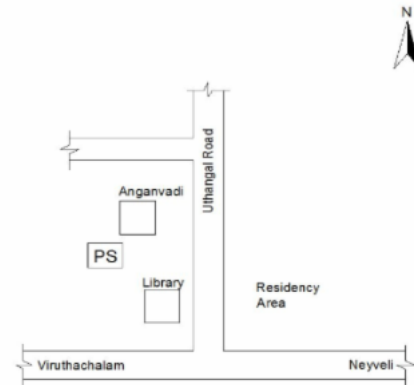 N
Uthangal Road
Anganvadi
PS
Library
Residency
Area
Viruthachalam
Neyveli